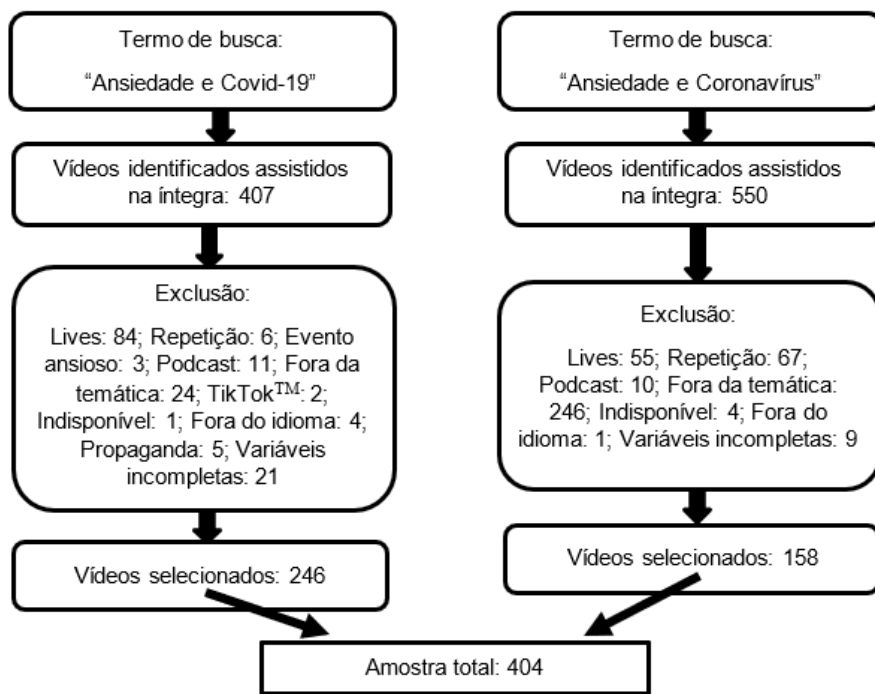 Termo de busca:
“Ansiedade e Covid-19”
Vídeos identificados assistidos
na íntegra: 407
Exclusão:
Lives: 84; Repetição: 6; Evento
ansioso: 3; Podcast: 11; Fora da
temática: 24; TikTok™: 2;
Indisponível: 1; Fora do idioma: 4;
Propaganda: 5; Variáveis
incompletas: 21
Vídeos selecionados: 246
Termo de busca:
“Ansiedade e Coronavírus”
Vídeos identificados assistidos
na íntegra: 550
Exclusão:
Lives: 55; Repetição: 67;
Podcast: 10; Fora da temática:
246; Indisponível: 4; Fora do
idioma: 1; Variáveis incompletas: 9
Vídeos selecionados: 158
Amostra total: 404